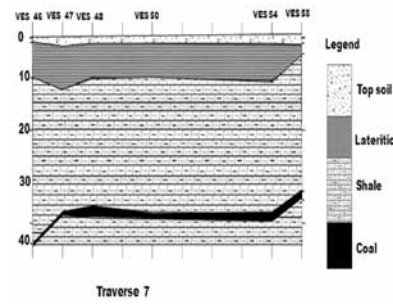 VES 46 VES 47 VES 48 VES 50 VES 54 VES 55
0
10
20
30
40
Legend
Top soil
Lateritic
Shale
Coal
Traverse 7